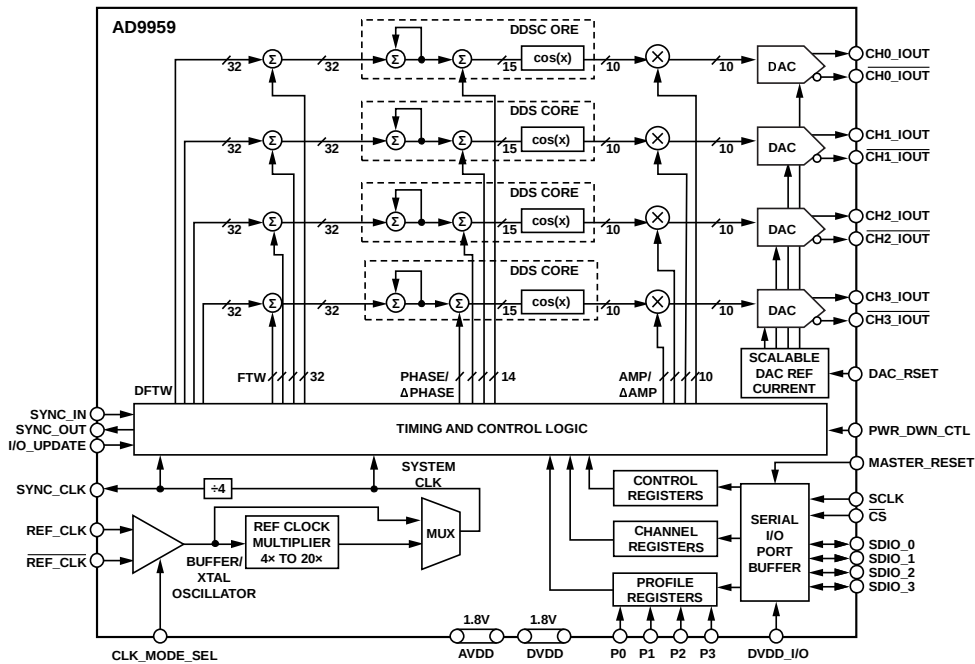 AD9959
DDSC ORE
32 Σ 32 Σ Σ 15 cos(x) 10 10 DAC
CH0_IOUT
CH0_IOUT
DDS CORE
32 Σ 32 Σ Σ 15 cos(x) 10 10 DAC
CH1_IOUT
CH1_IOUT
DDS CORE
32 Σ 32 Σ Σ 15 cos(x) 10 10 DAC
CH2_IOUT
CH2_IOUT
DDS CORE
32 Σ 32 Σ Σ 15 cos(x) 10 10 DAC
CH3_IOUT
CH3_IOUT
DFTW
FTW
32
PHASE/
ΔPHASE
14
AMP/
ΔAMP
10
SCALABLE
DAC REF
CURRENT
DAC_RSET
SYNC_IN
SYNC_OUT
I/O_UPDATE
TIMING AND CONTROL LOGIC
PWR_DWN_CTL
MASTER_RESET
SYNC_CLK
÷4
SYSTEM
CLK
REF_CLK
REF_CLK
BUFFER/
XTAL
OSCILLATOR
REF CLOCK
MULTIPLIER
4× TO 20×
MUX
CONTROL
REGISTERS
CHANNEL
REGISTERS
PROFILE
REGISTERS
SERIAL
I/O
PORT
BUFFER
SCLK
CS
SDIO_0
SDIO_1
SDIO_2
SDIO_3
1.8V
1.8V
CLK_MODE_SEL
AVDD
DVDD
P0
P1
P2
P3
DVDD_I/O